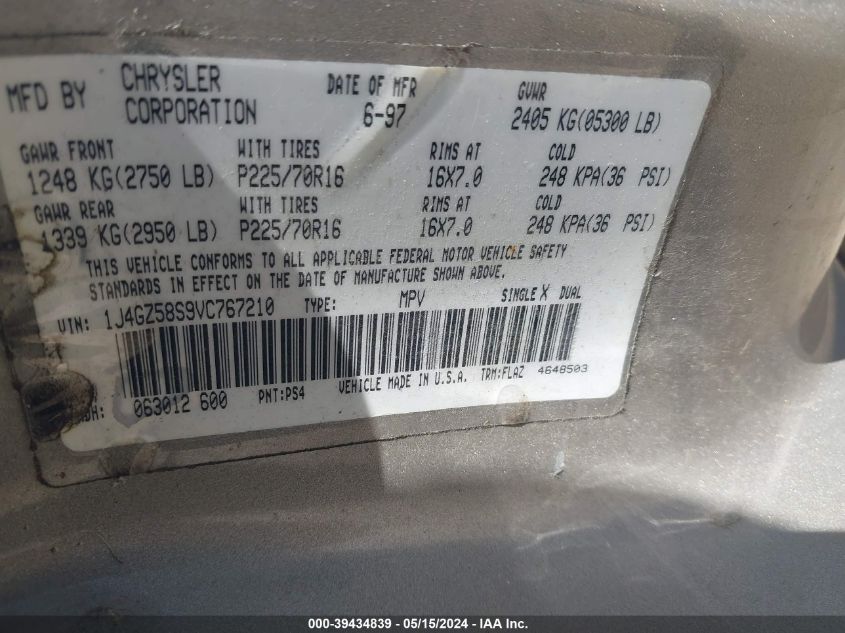 MFD BY CHRYSLER CORPORATION DATE OF MFR 6-97 GVWR 2405 KG(05300 LB)
GAWR FRONT WITH TIRES RIMS AT COLD
1248 KG(2750 LB) P225/70R16 16X7.0 248 KPA(36 PSI)
GAWR REAR WITH TIRES RIMS AT COLD
1339 KG(2950 LB) P225/70R16 16X7.0 248 KPA(36 PSI)
THIS VEHICLE CONFORMS TO ALL APPLICABLE FEDERAL MOTOR VEHICLE SAFETY
STANDARDS IN EFFECT ON THE DATE OF MANUFACTURE SHOWN ABOVE.
VIN: 1J4GZ58S9VC767210 TYPE: MPV SINGLE X DUAL
063012 600 PNT:PS4 VEHICLE MADE IN U.S.A. TRM:FLAZ 4648503
000-39434839 - 05/15/2024 - IAA Inc.